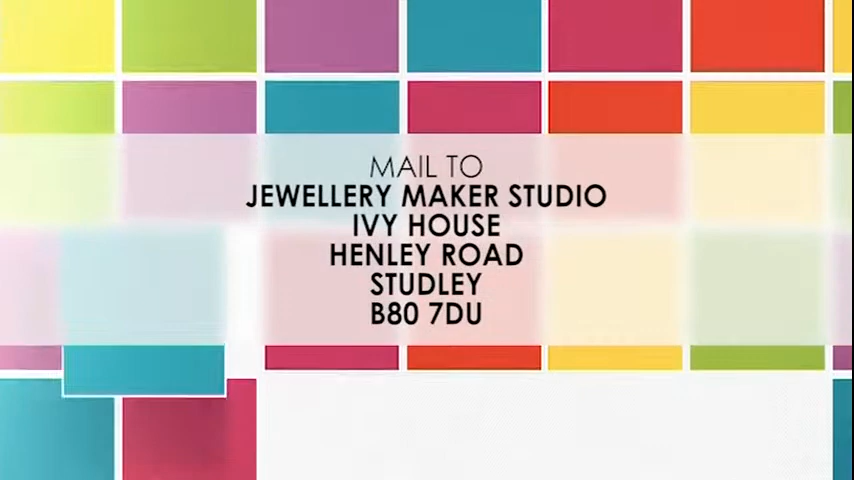 MAIL TO
JEWELLERY MAKER STUDIO
IVY HOUSE
HENLEY ROAD
STUDLEY
B80 7DU